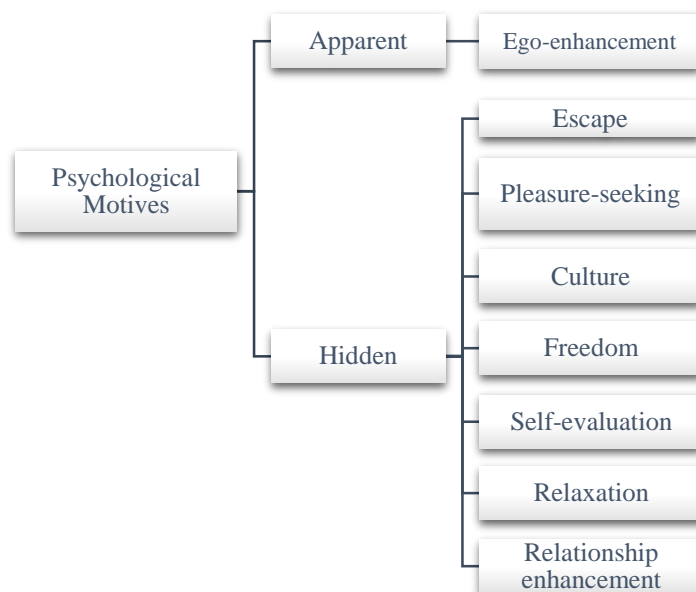 Apparent
Ego-enhancement
Escape
Psychological
Motives
Pleasure-seeking
Culture
Hidden
Freedom
Self-evaluation
Relaxation
Relationship
enhancement